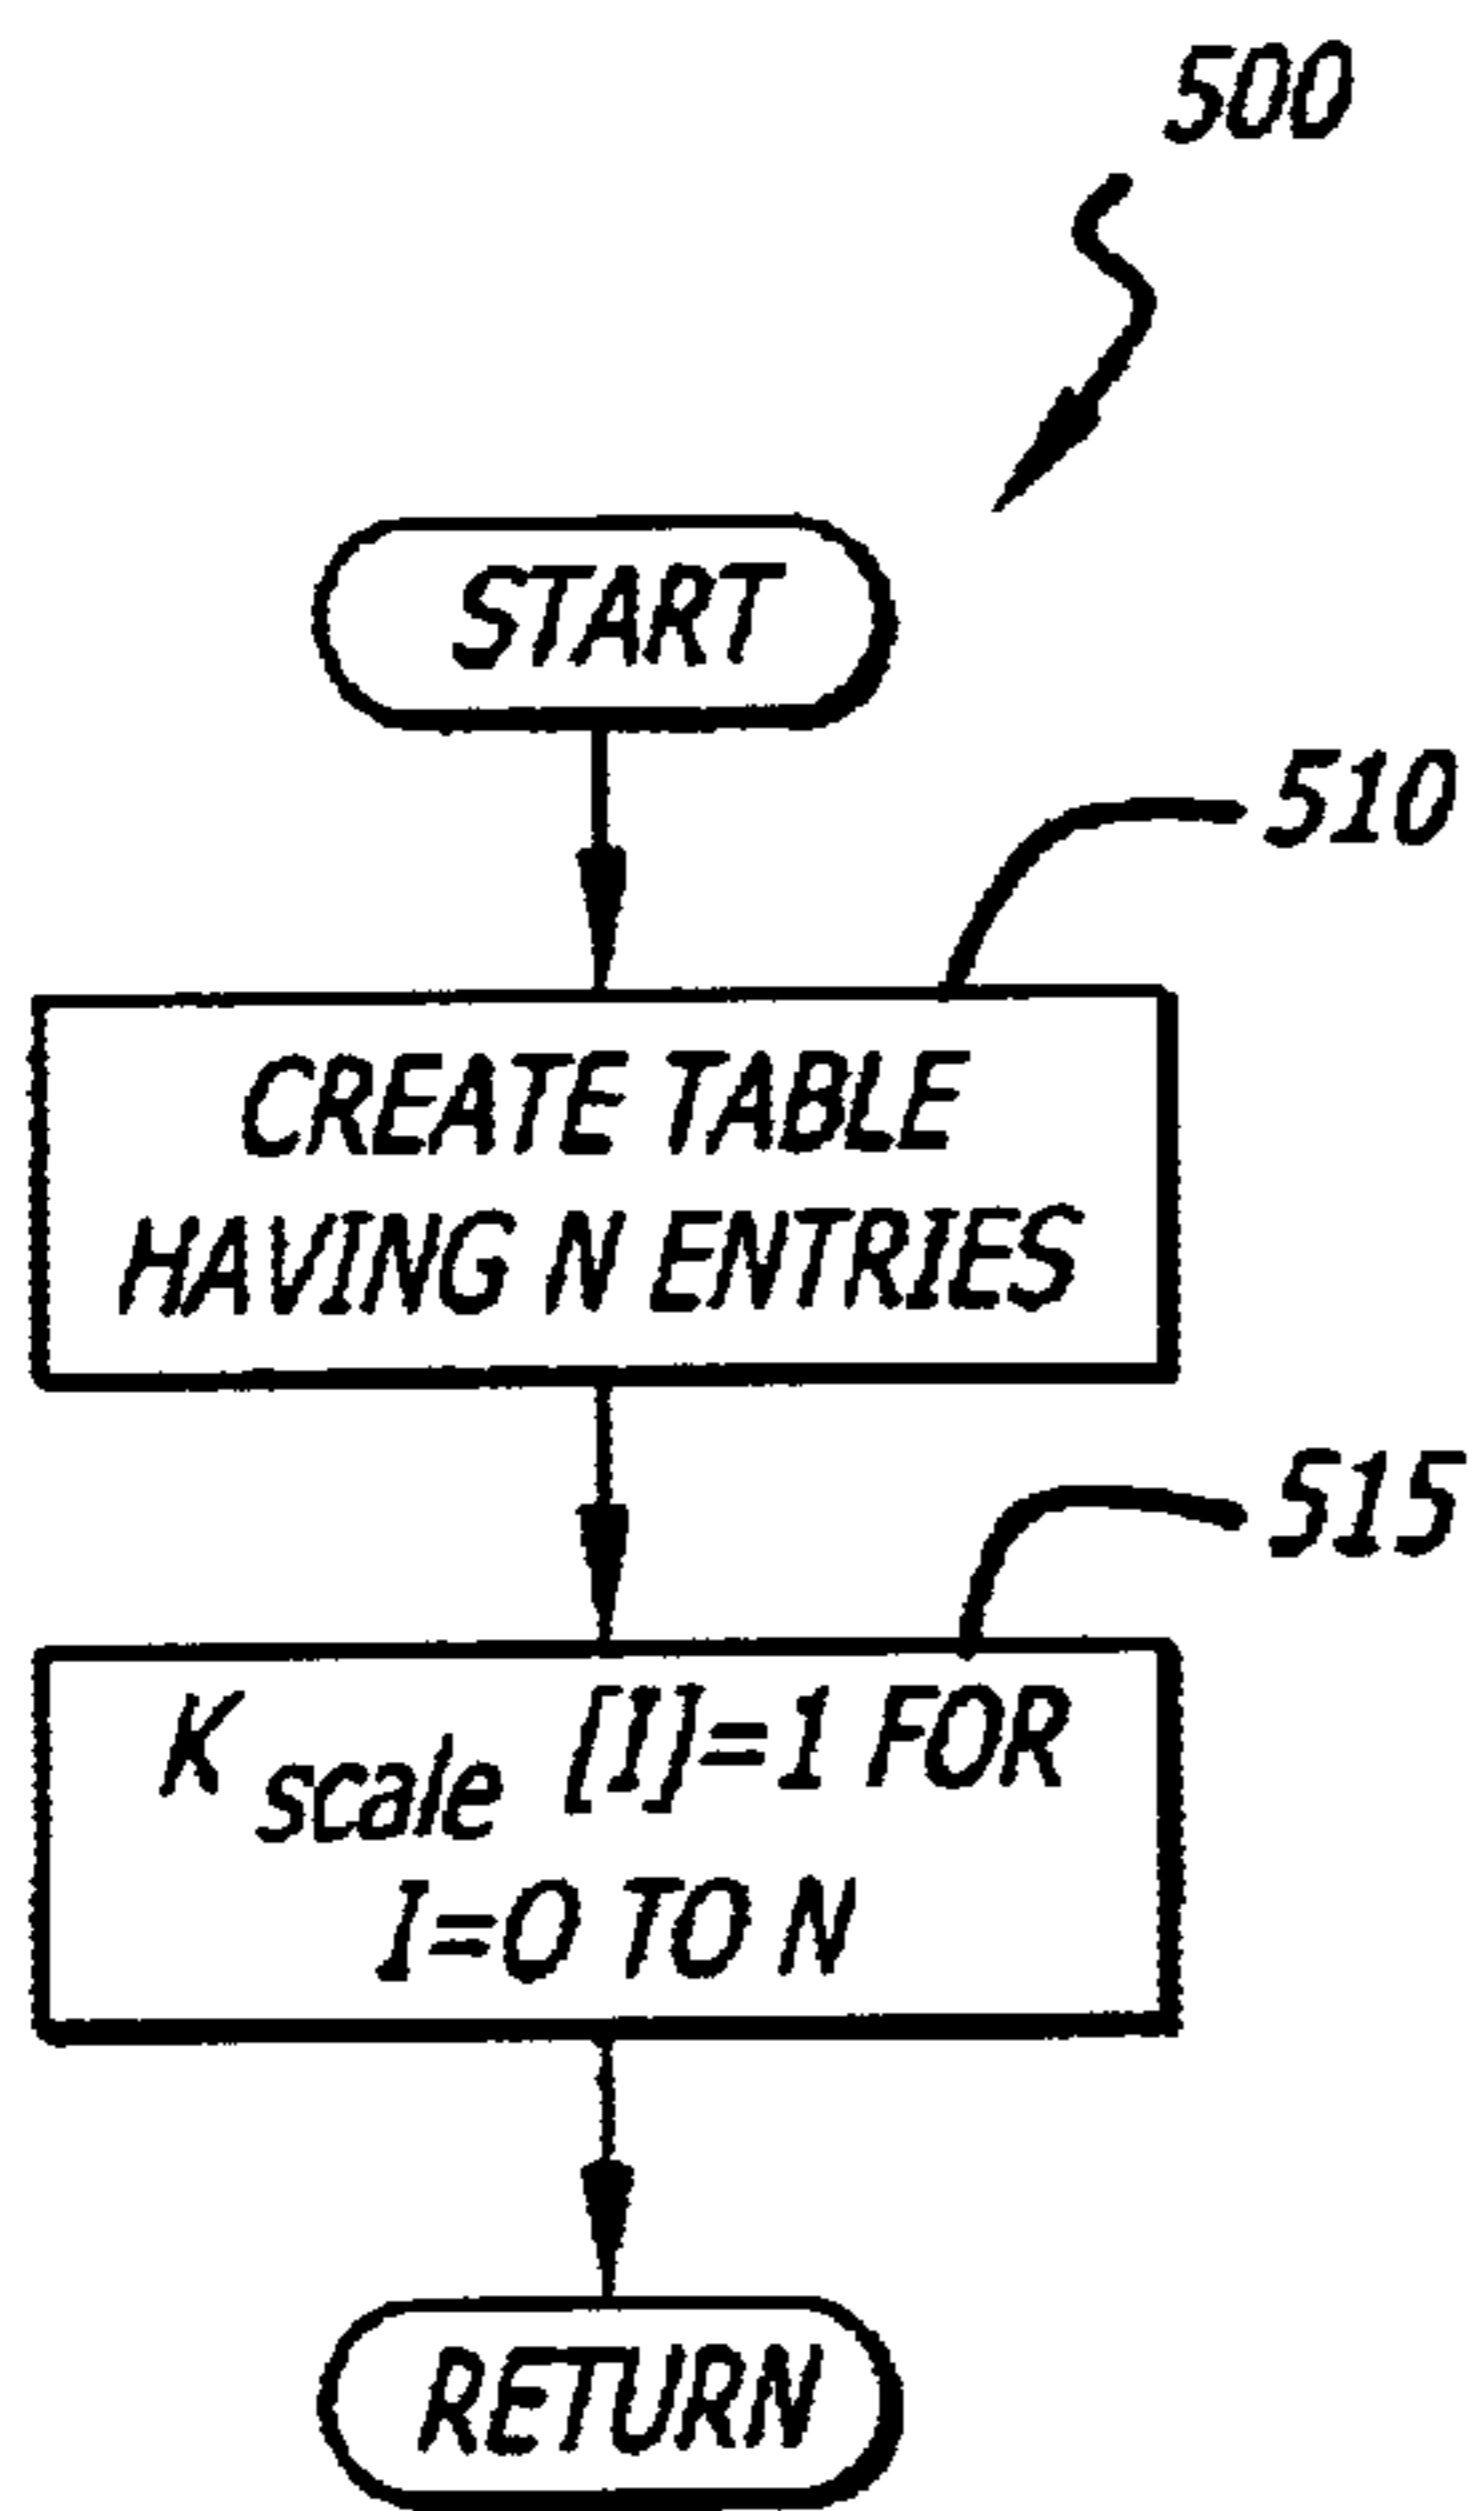 500
START
510
CREATE TABLE
HAVING N ENTRIES
515
K scale [I]=1 FOR
I=0 TO N
RETURN